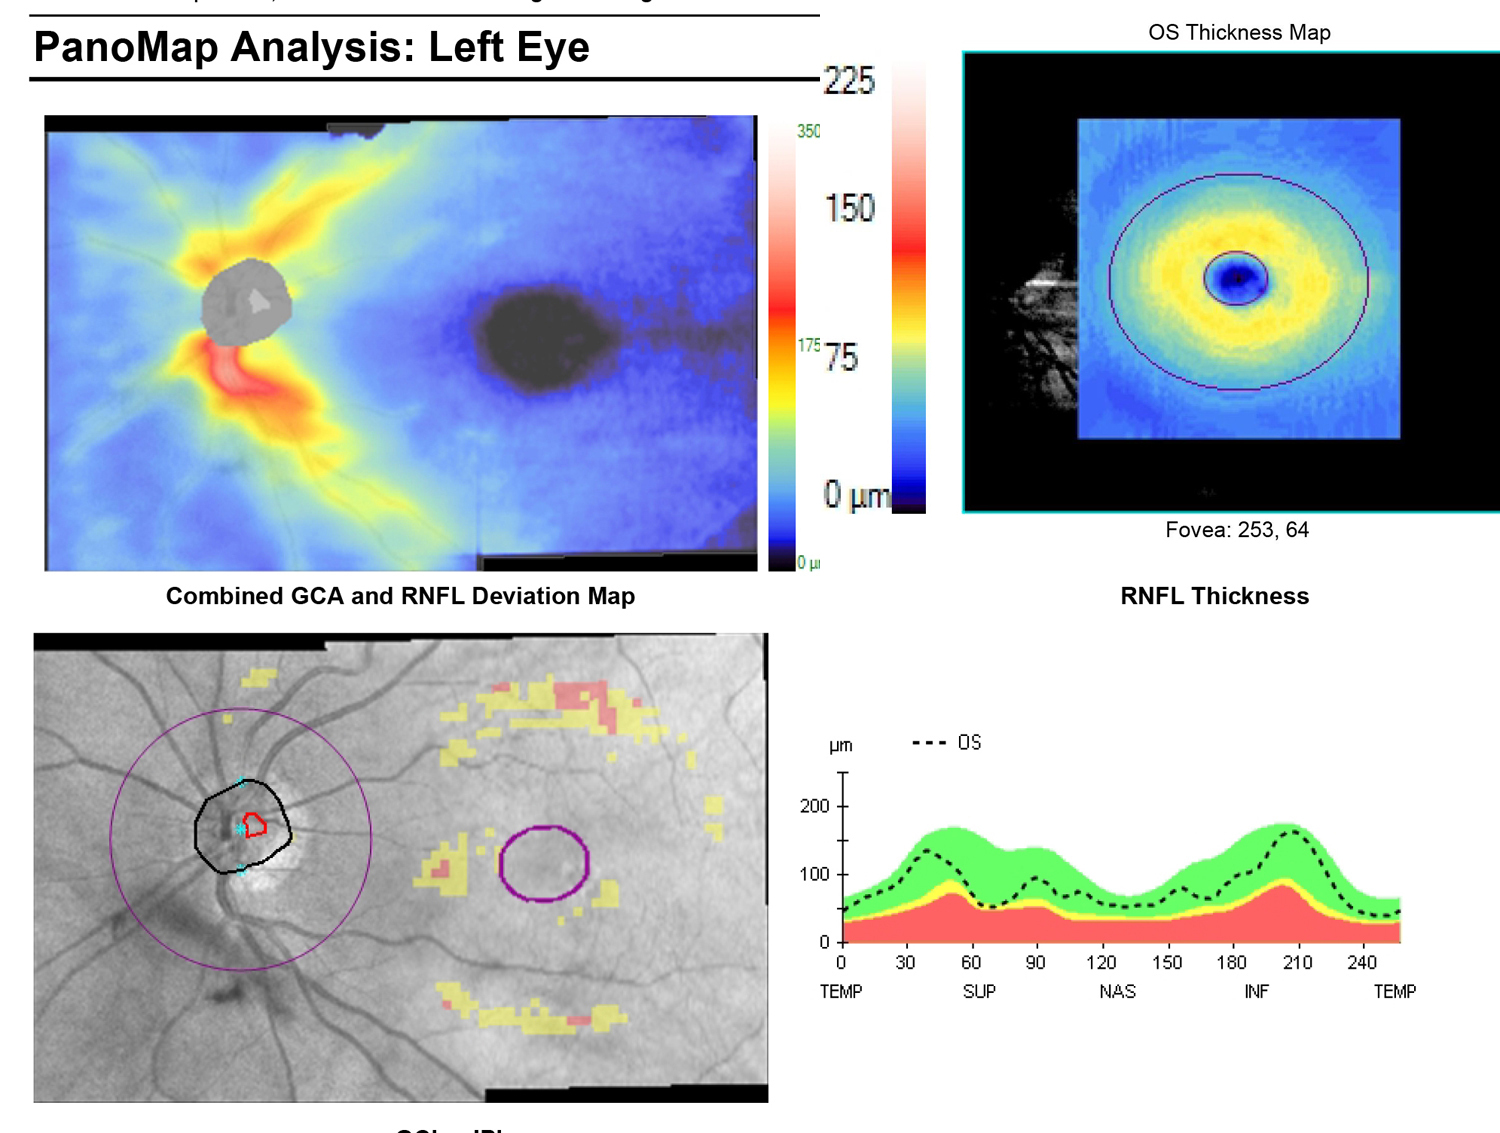 PanoMap Analysis: Left Eye
350
175
225
150
75
0 µm
OS Thickness Map
Fovea: 253, 64
Combined GCA and RNFL Deviation Map
RNFL Thickness
µm
OS
200
100
0
0 30 60 90 120 150 180 210 240
TEMP SUP NAS INF TEMP